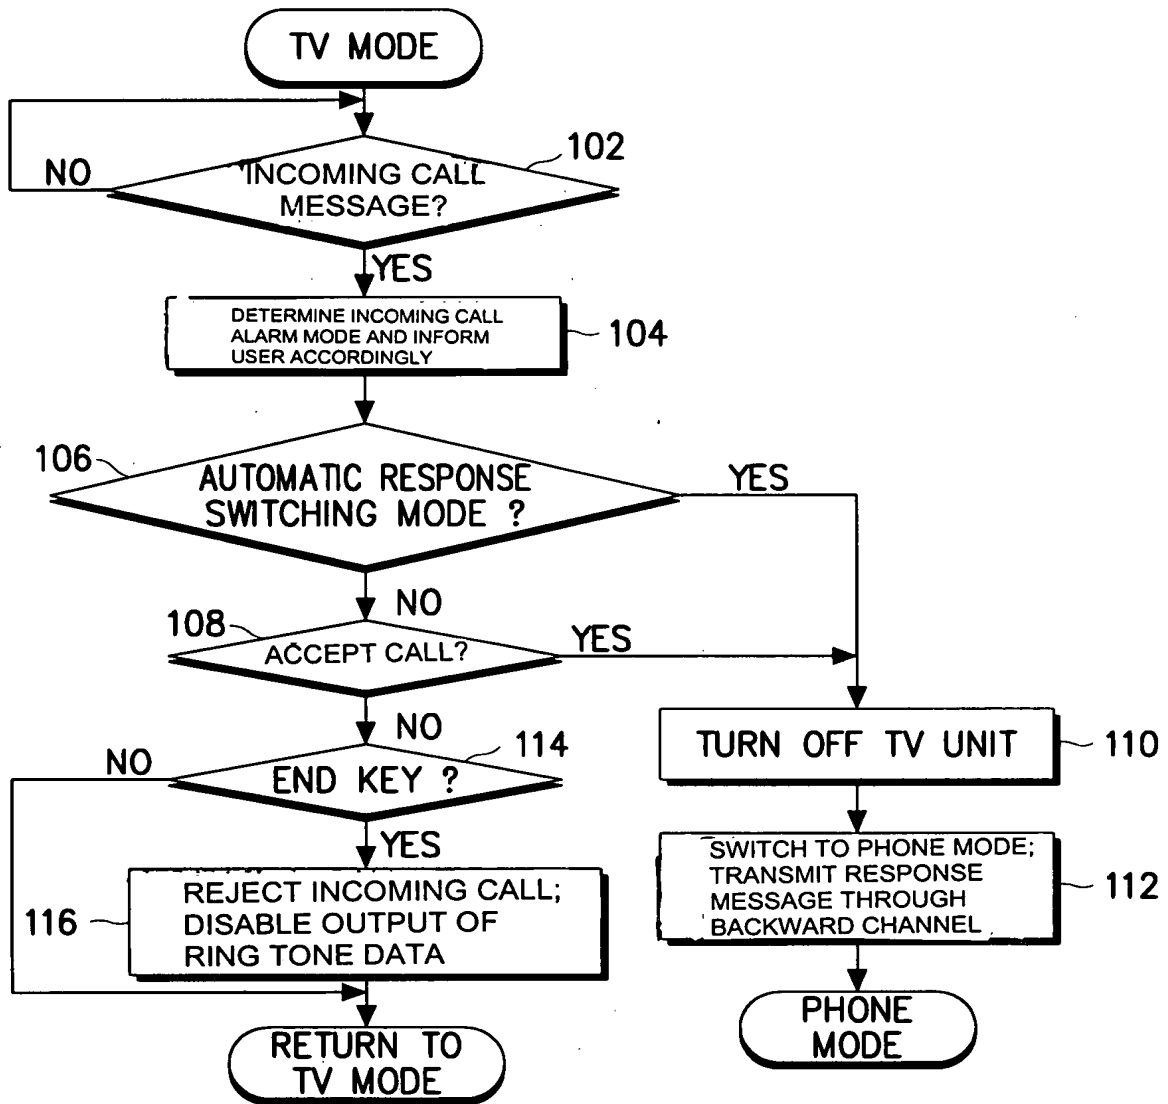 TV MODE
102
NO
INCOMING CALL
MESSAGE?
YES
DETERMINE INCOMING CALL
ALARM MODE AND INFORM
USER ACCORDINGLY
104
106
AUTOMATIC RESPONSE
SWITCHING MODE ?
YES
NO
108
ACCEPT CALL?
YES
NO
114
NO
END KEY ?
TURN OFF TV UNIT
110
YES
SWITCH TO PHONE MODE;
TRANSMIT RESPONSE
MESSAGE THROUGH
BACKWARD CHANNEL
112
116
REJECT INCOMING CALL;
DISABLE OUTPUT OF
RING TONE DATA
PHONE
MODE
RETURN TO
TV MODE